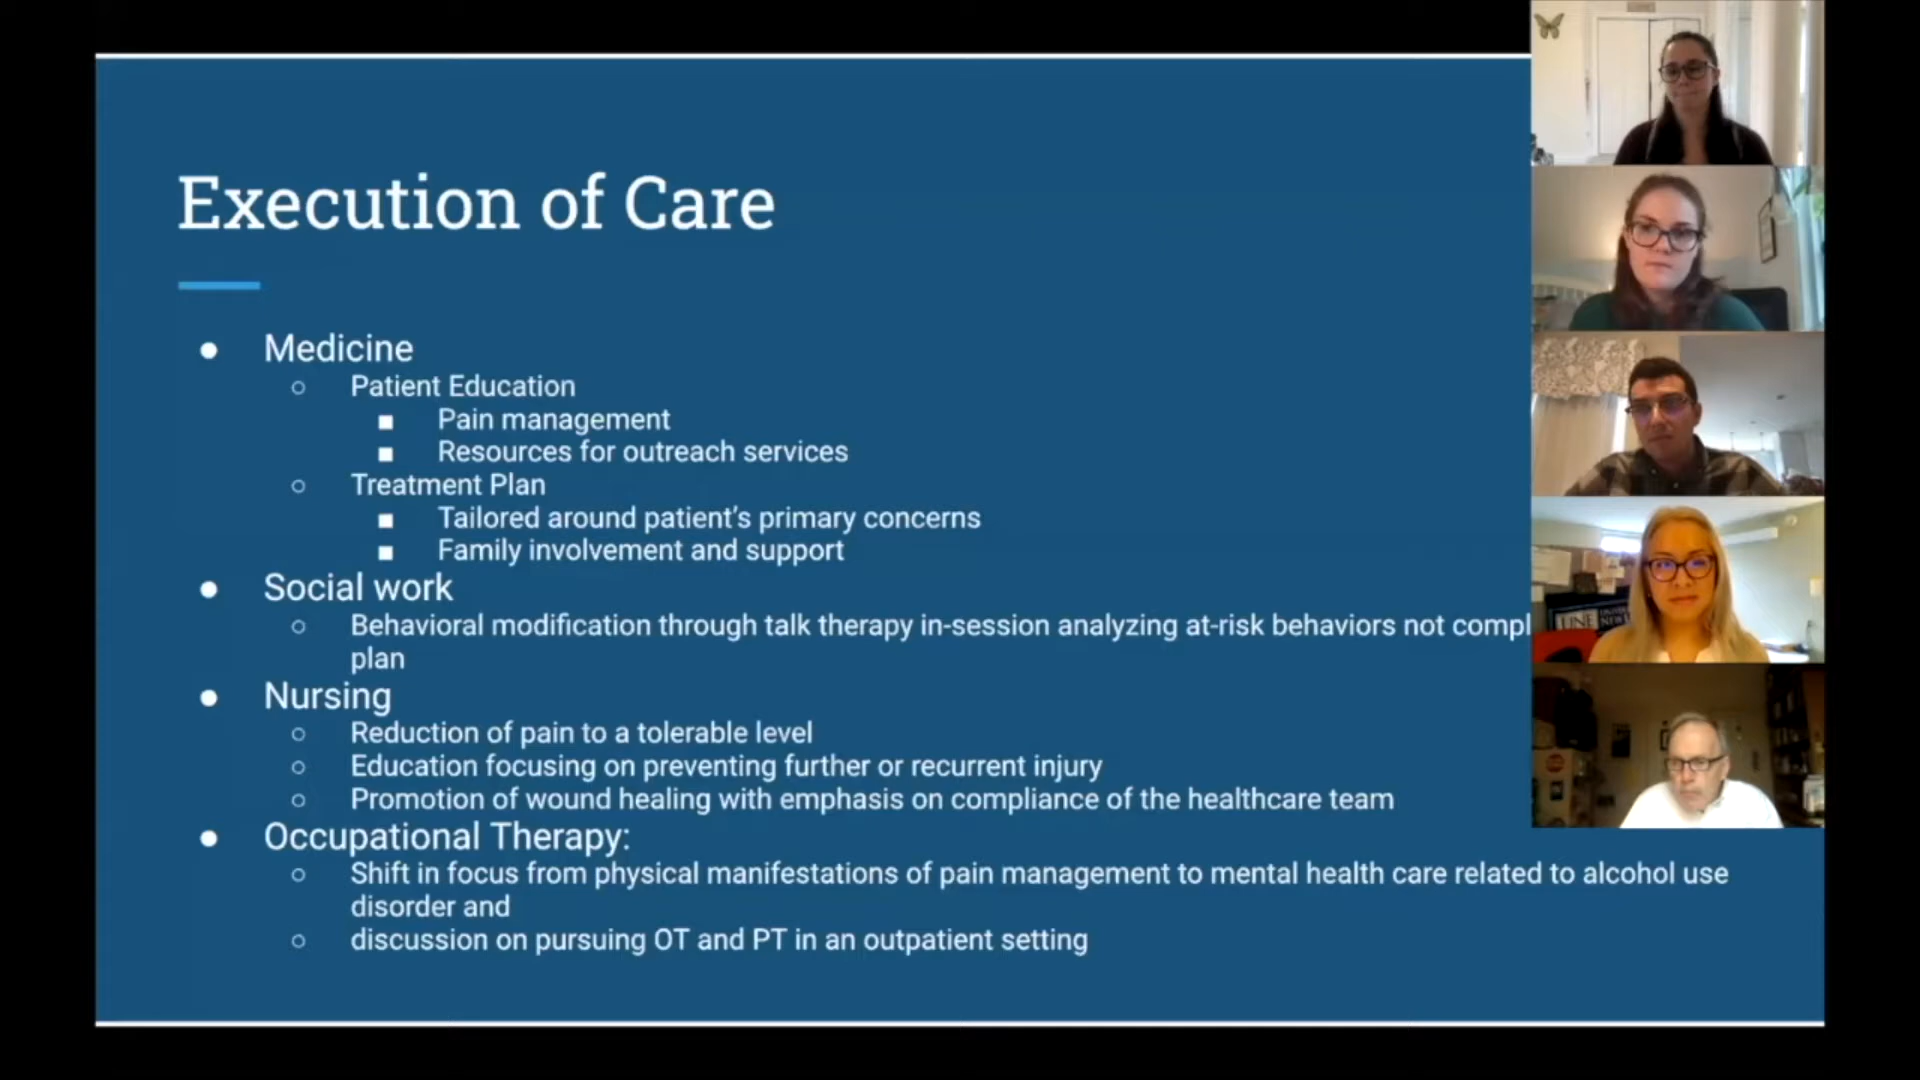 Execution of Care
● Medicine
○ Patient Education
■ Pain management
■ Resources for outreach services
○ Treatment Plan
■ Tailored around patient's primary concerns
■ Family involvement and support
● Social work
○ Behavioral modification through talk therapy in-session analyzing at-risk behaviors not compl
plan
● Nursing
○ Reduction of pain to a tolerable level
○ Education focusing on preventing further or recurrent injury
○ Promotion of wound healing with emphasis on compliance of the healthcare team
● Occupational Therapy:
○ Shift in focus from physical manifestations of pain management to mental health care related to alcohol use
disorder and
○ discussion on pursuing OT and PT in an outpatient setting
UNE